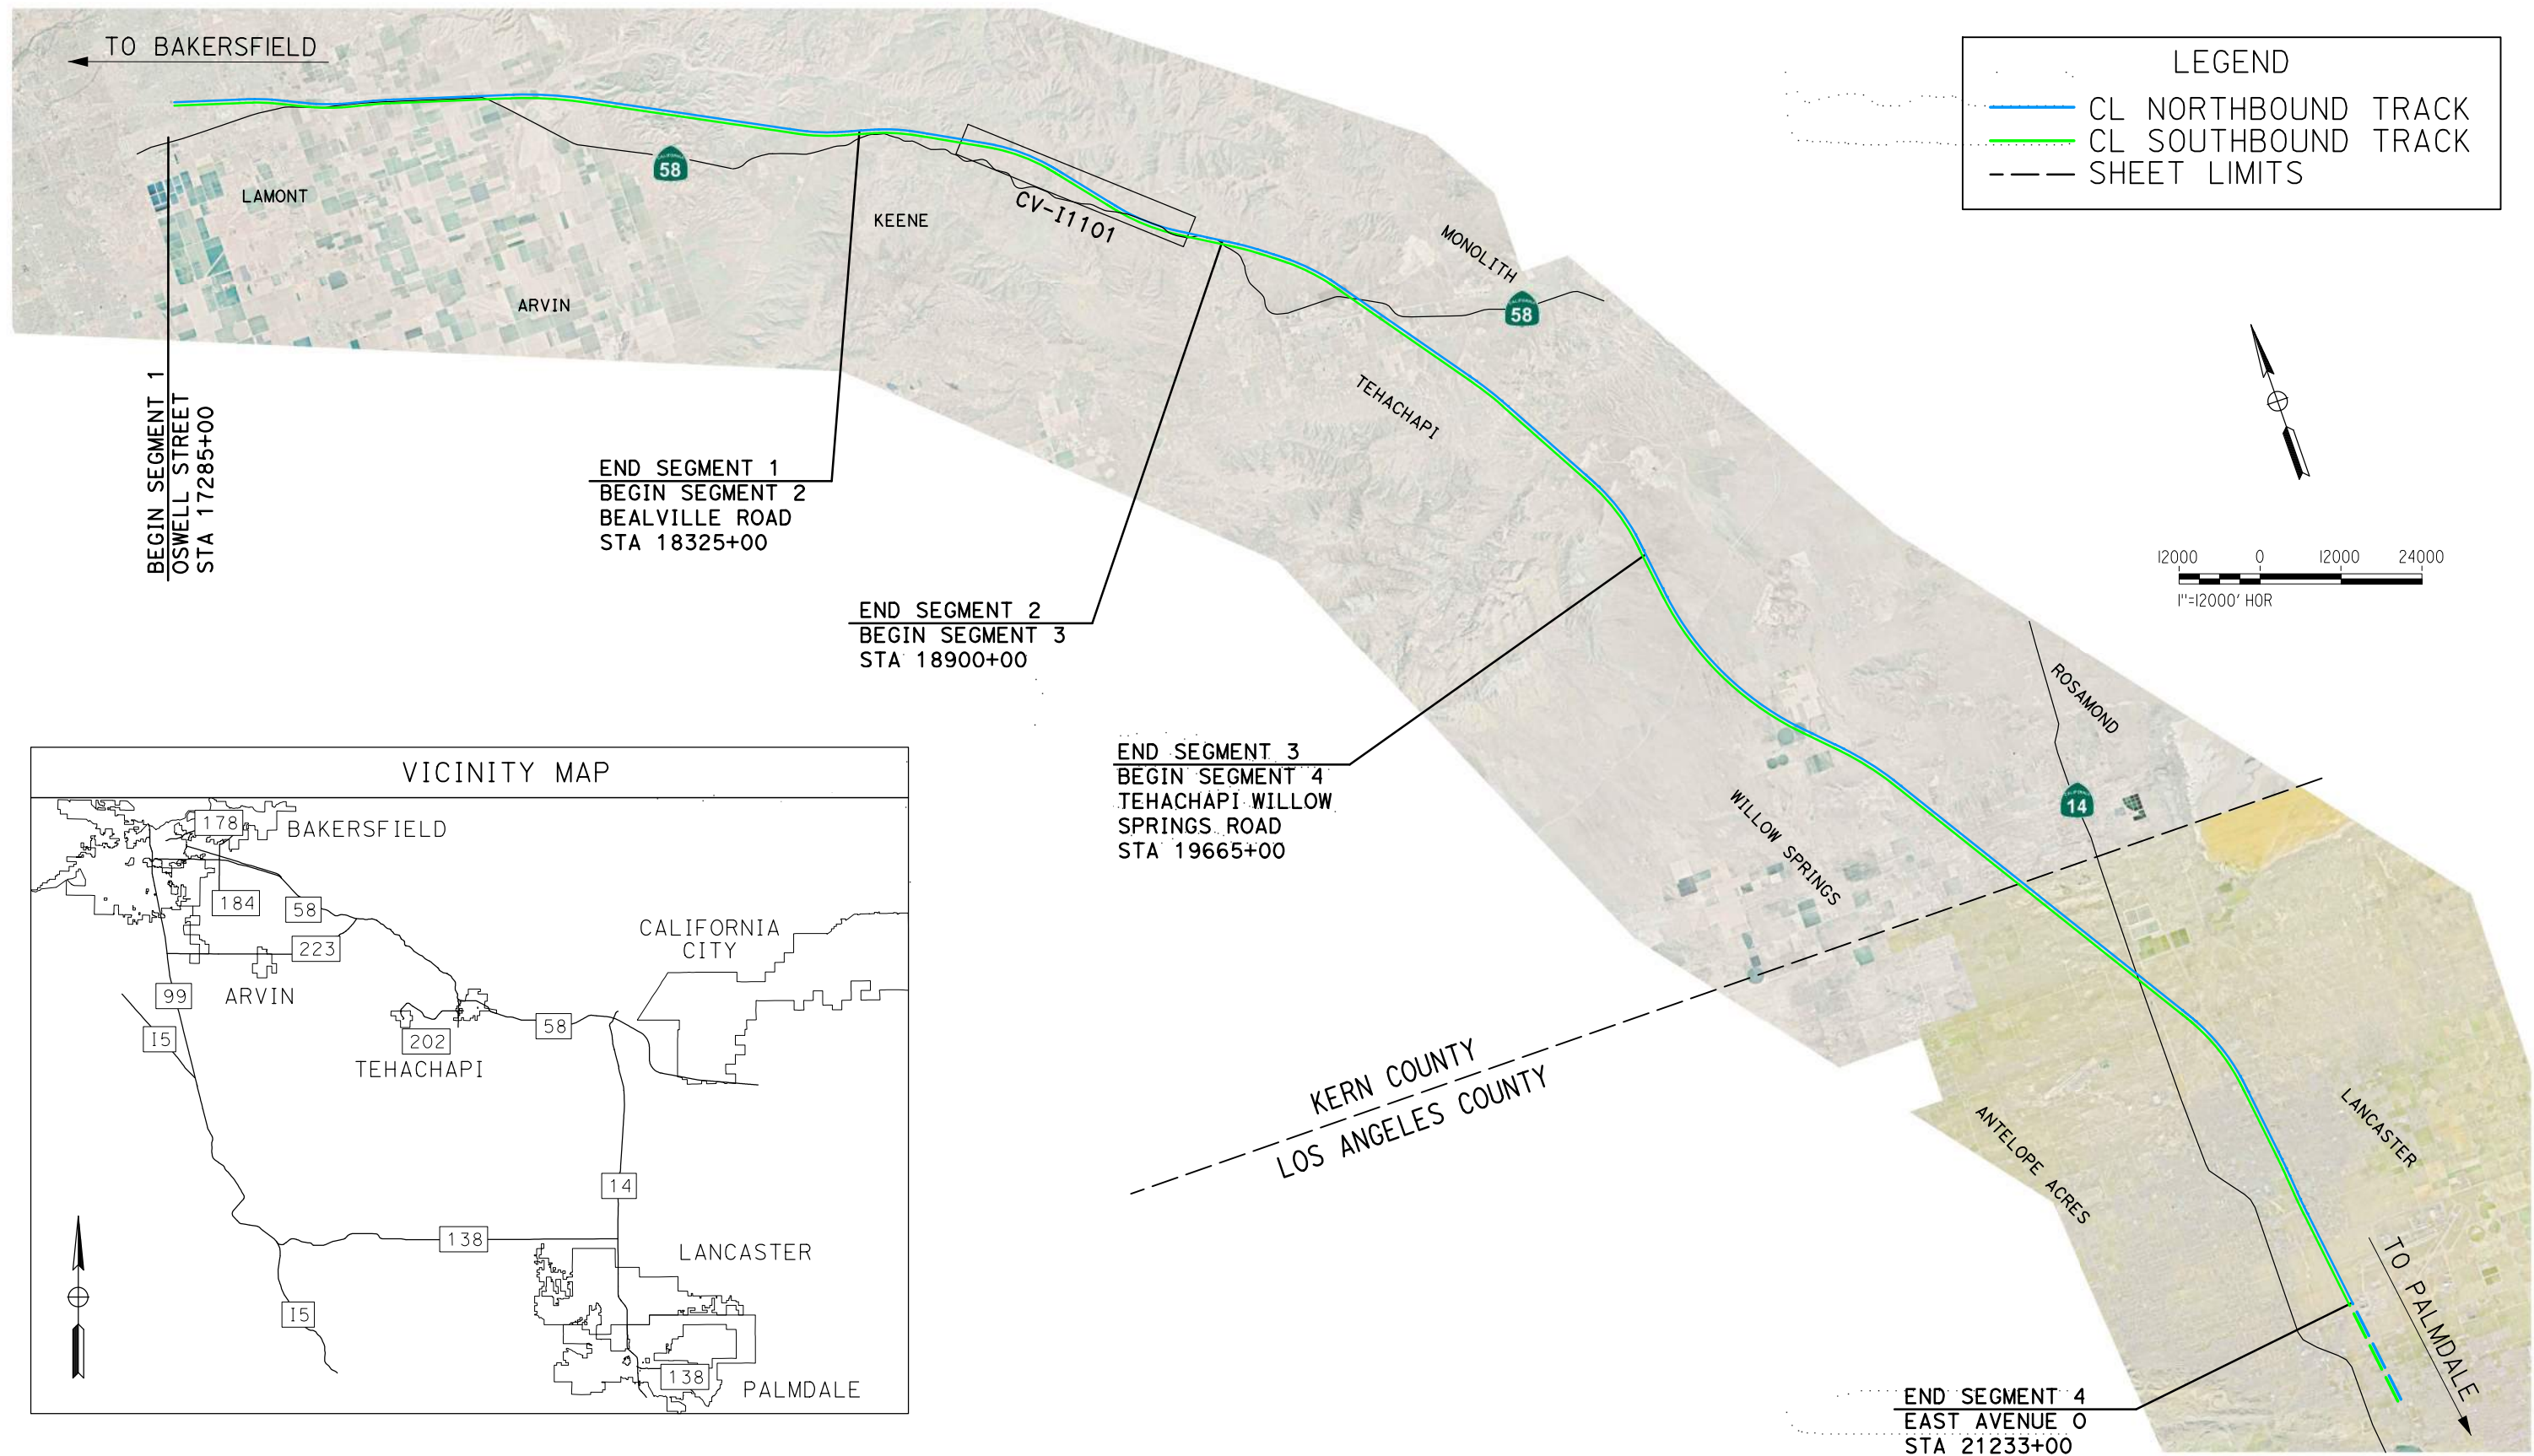 TO BAKERSFIELD
LEGEND
CL NORTHBOUND TRACK
CL SOUTHBOUND TRACK
SHEET LIMITS
CALIFORNIA
58
LAMONT
ARVIN
KEENE
CV-I1101
MONOLITH
CALIFORNIA
58
TEHACHAPI
BEGIN SEGMENT 1
OSWELL STREET
STA 17285+00
END SEGMENT 1
BEGIN SEGMENT 2
BEALVILLE ROAD
STA 18325+00
END SEGMENT 2
BEGIN SEGMENT 3
STA 18900+00
12000 0 12000 24000
1"=12000' HOR
END SEGMENT 3
BEGIN SEGMENT 4
TEHACHAPI WILLOW
SPRINGS ROAD
STA 19665+00
ROSAMOND
CALIFORNIA
14
WILLOW SPRINGS
KERN COUNTY
LOS ANGELES COUNTY
ANTELOPE ACRES
LANCASTER
TO PALMDALE
END SEGMENT 4
EAST AVENUE O
STA 21233+00
VICINITY MAP
178
BAKERSFIELD
184
58
223
99
ARVIN
I5
CALIFORNIA
CITY
202
TEHACHAPI
58
14
138
LANCASTER
I5
138
PALMDALE